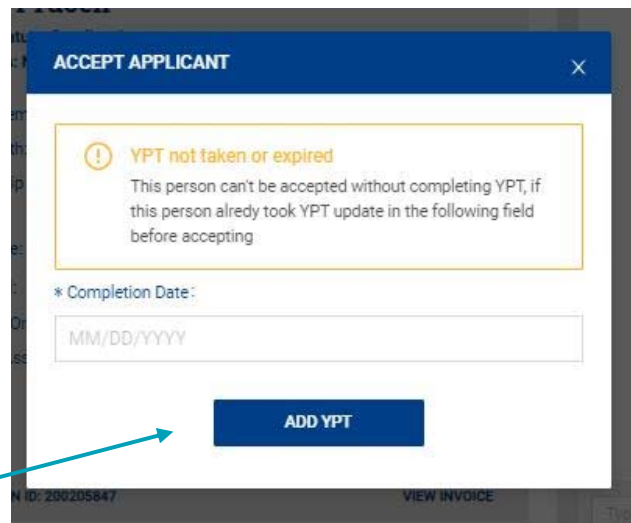 ACCEPT APPLICANT
YPT not taken or expired
This person can't be accepted without completing YPT, if
this person alredy took YPT update in the following field
before accepting
* Completion Date:
MM/DD/YYYY
ADD YPT
N ID: 200205847
VIEW INVOICE